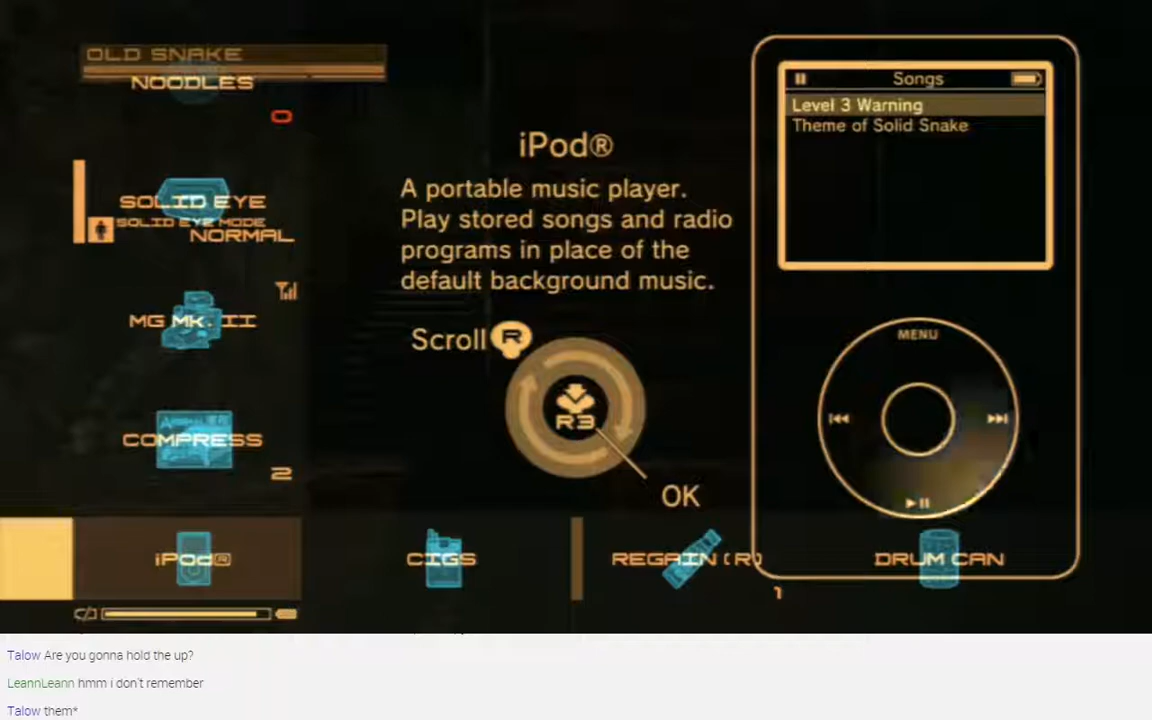 OLD SNAKE
NOODLES
0
SOLID EYE
SOLID EYE MODE
NORMAL
MG MK. II
COMPRESS
2
iPod®
CIGS
REGAIN (R)
1
DRUM CAN
iPod®
A portable music player.
Play stored songs and radio
programs in place of the
default background music.
Scroll R
R3
OK
Songs
Level 3 Warning
Theme of Solid Snake
MENU
Talow Are you gonna hold the up?
LeannLeann hmm i don't remember
Talow them*